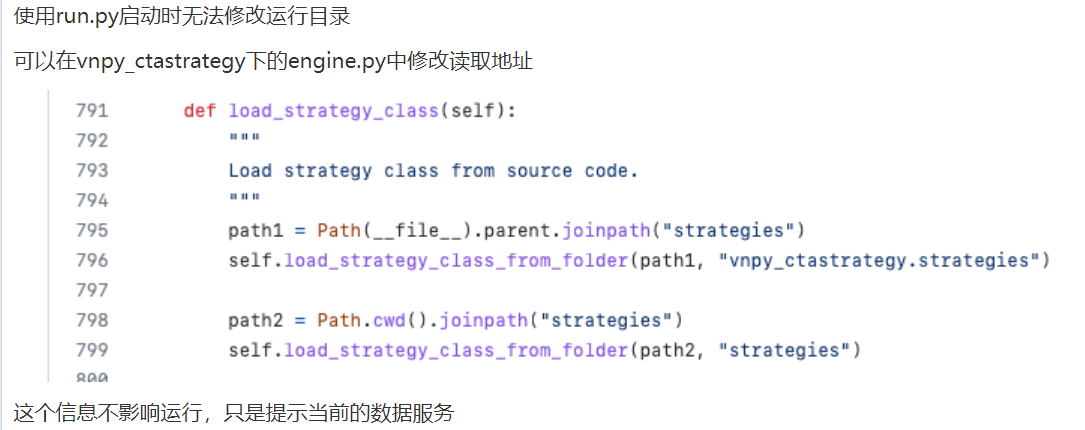 使用run.py启动时无法修改运行目录
可以在vnpy_ctastrategy下的engine.py中修改读取地址
791 def load_strategy_class(self):
792 """
793 Load strategy class from source code.
794 """
795 path1 = Path(__file__).parent.joinpath("strategies")
796 self.load_strategy_class_from_folder(path1, "vnpy_ctastrategy.strategies")
797
798 path2 = Path.cwd().joinpath("strategies")
799 self.load_strategy_class_from_folder(path2, "strategies")
800
这个信息不影响运行，只是提示当前的数据服务